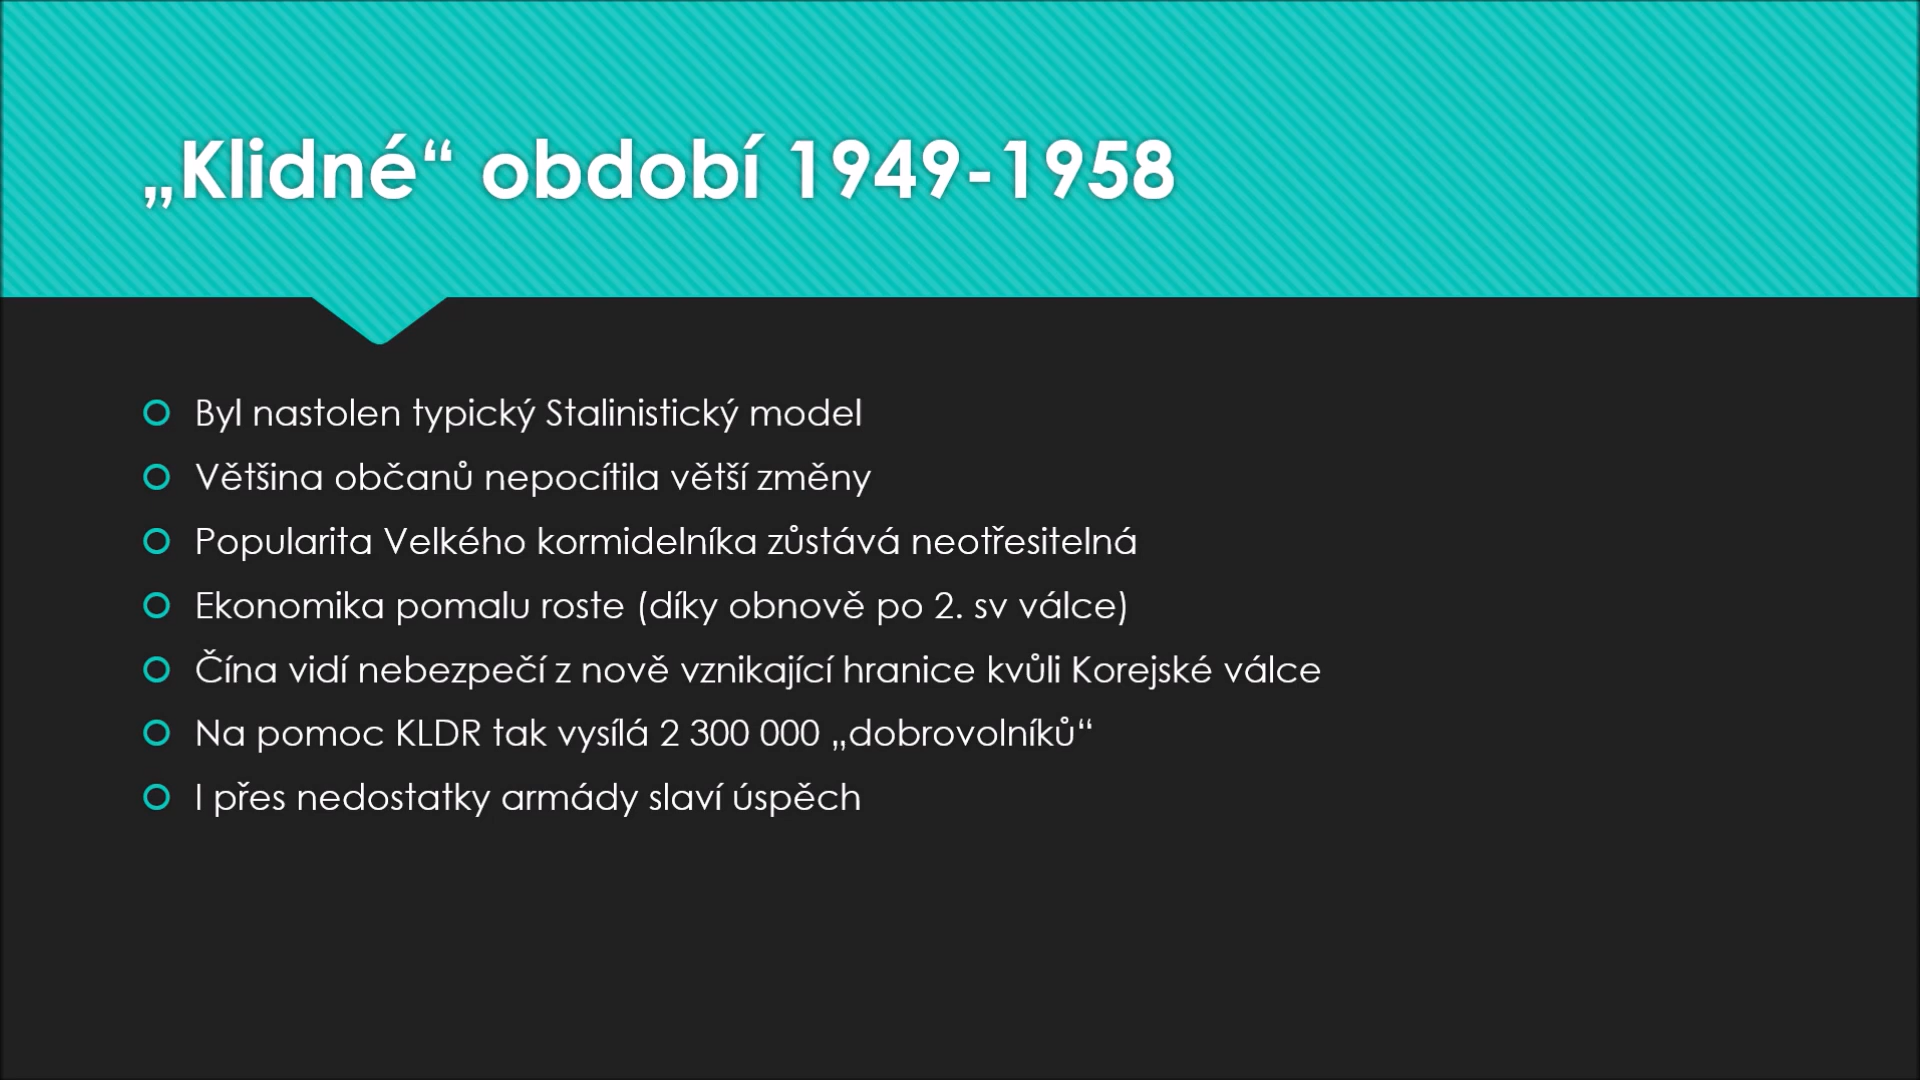 „Klidné“ období 1949-1958
Byl nastolen typický Stalinistický model
Většina občanů nepocítila větší změny
Popularita Velkého kormidelníka zůstává neotřesitelná
Ekonomika pomalu roste (díky obnově po 2. sv válce)
Čína vidí nebezpečí z nově vznikající hranice kvůli Korejské válce
Na pomoc KLDR tak vysílá 2 300 000 „dobrovolníků“
I přes nedostatky armády slaví úspěch